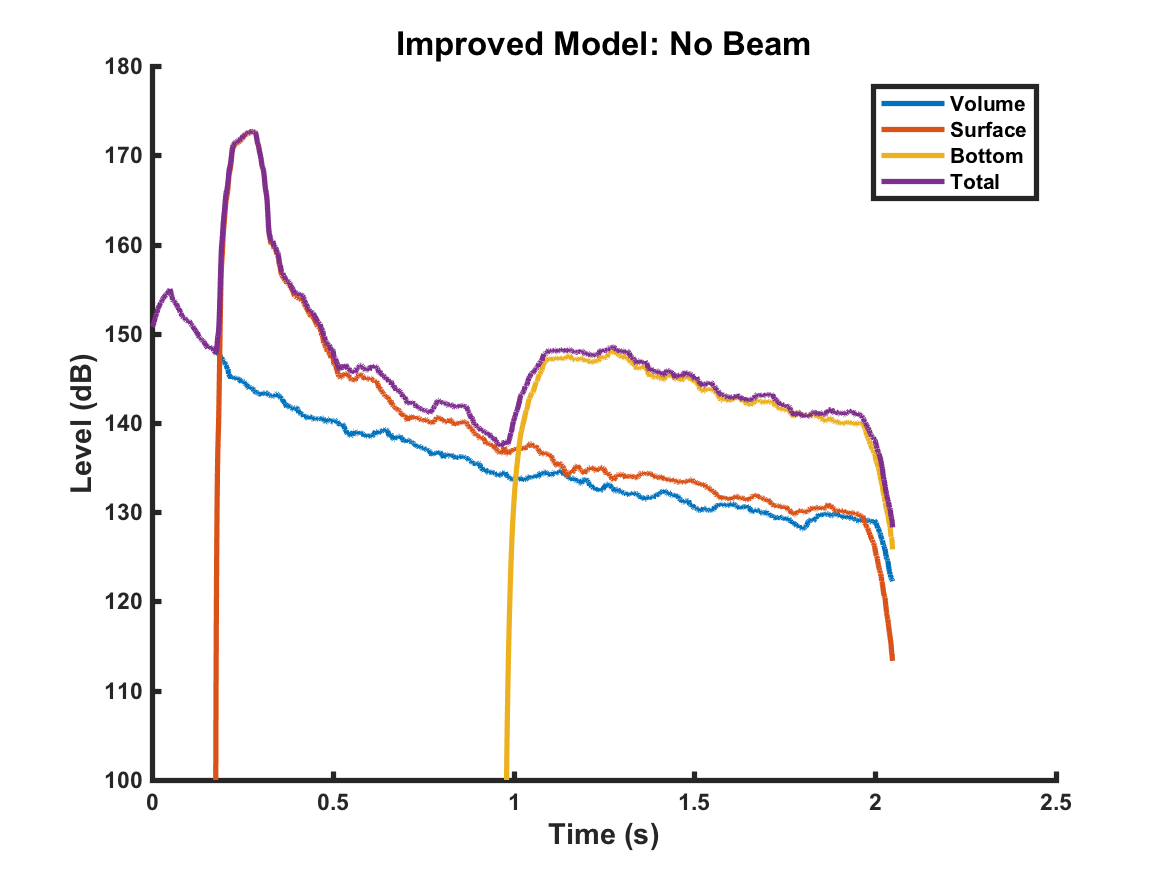 Improved Model: No Beam
180
170
160
150
140
130
120
110
100
Level (dB)
Volume
Surface
Bottom
Total
0 0.5 1 1.5 2 2.5
Time (s)